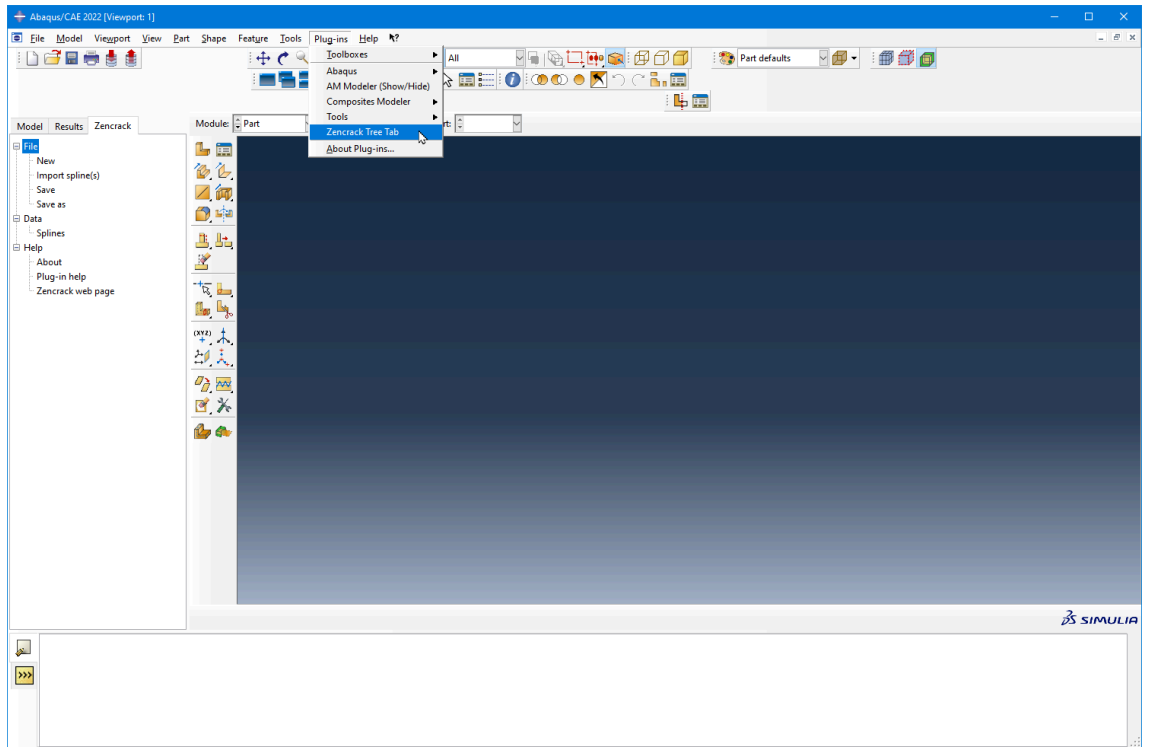 Abaqus/CAE 2022 [Viewport: 1]
File Model Viewport View Part Shape Feature Tools Plug-ins Help
Toolboxes
Abaqus
AM Modeler (Show/Hide)
Composites Modeler
Tools
Zencrack Tree Tab
About Plug-ins...
All
Part defaults
Model Results Zencrack
Module: Part
File
New
Import spline(s)
Save
Save as
Data
Splines
Help
About
Plug-in help
Zencrack web page
(XYZ)
SIMULIA
>>>